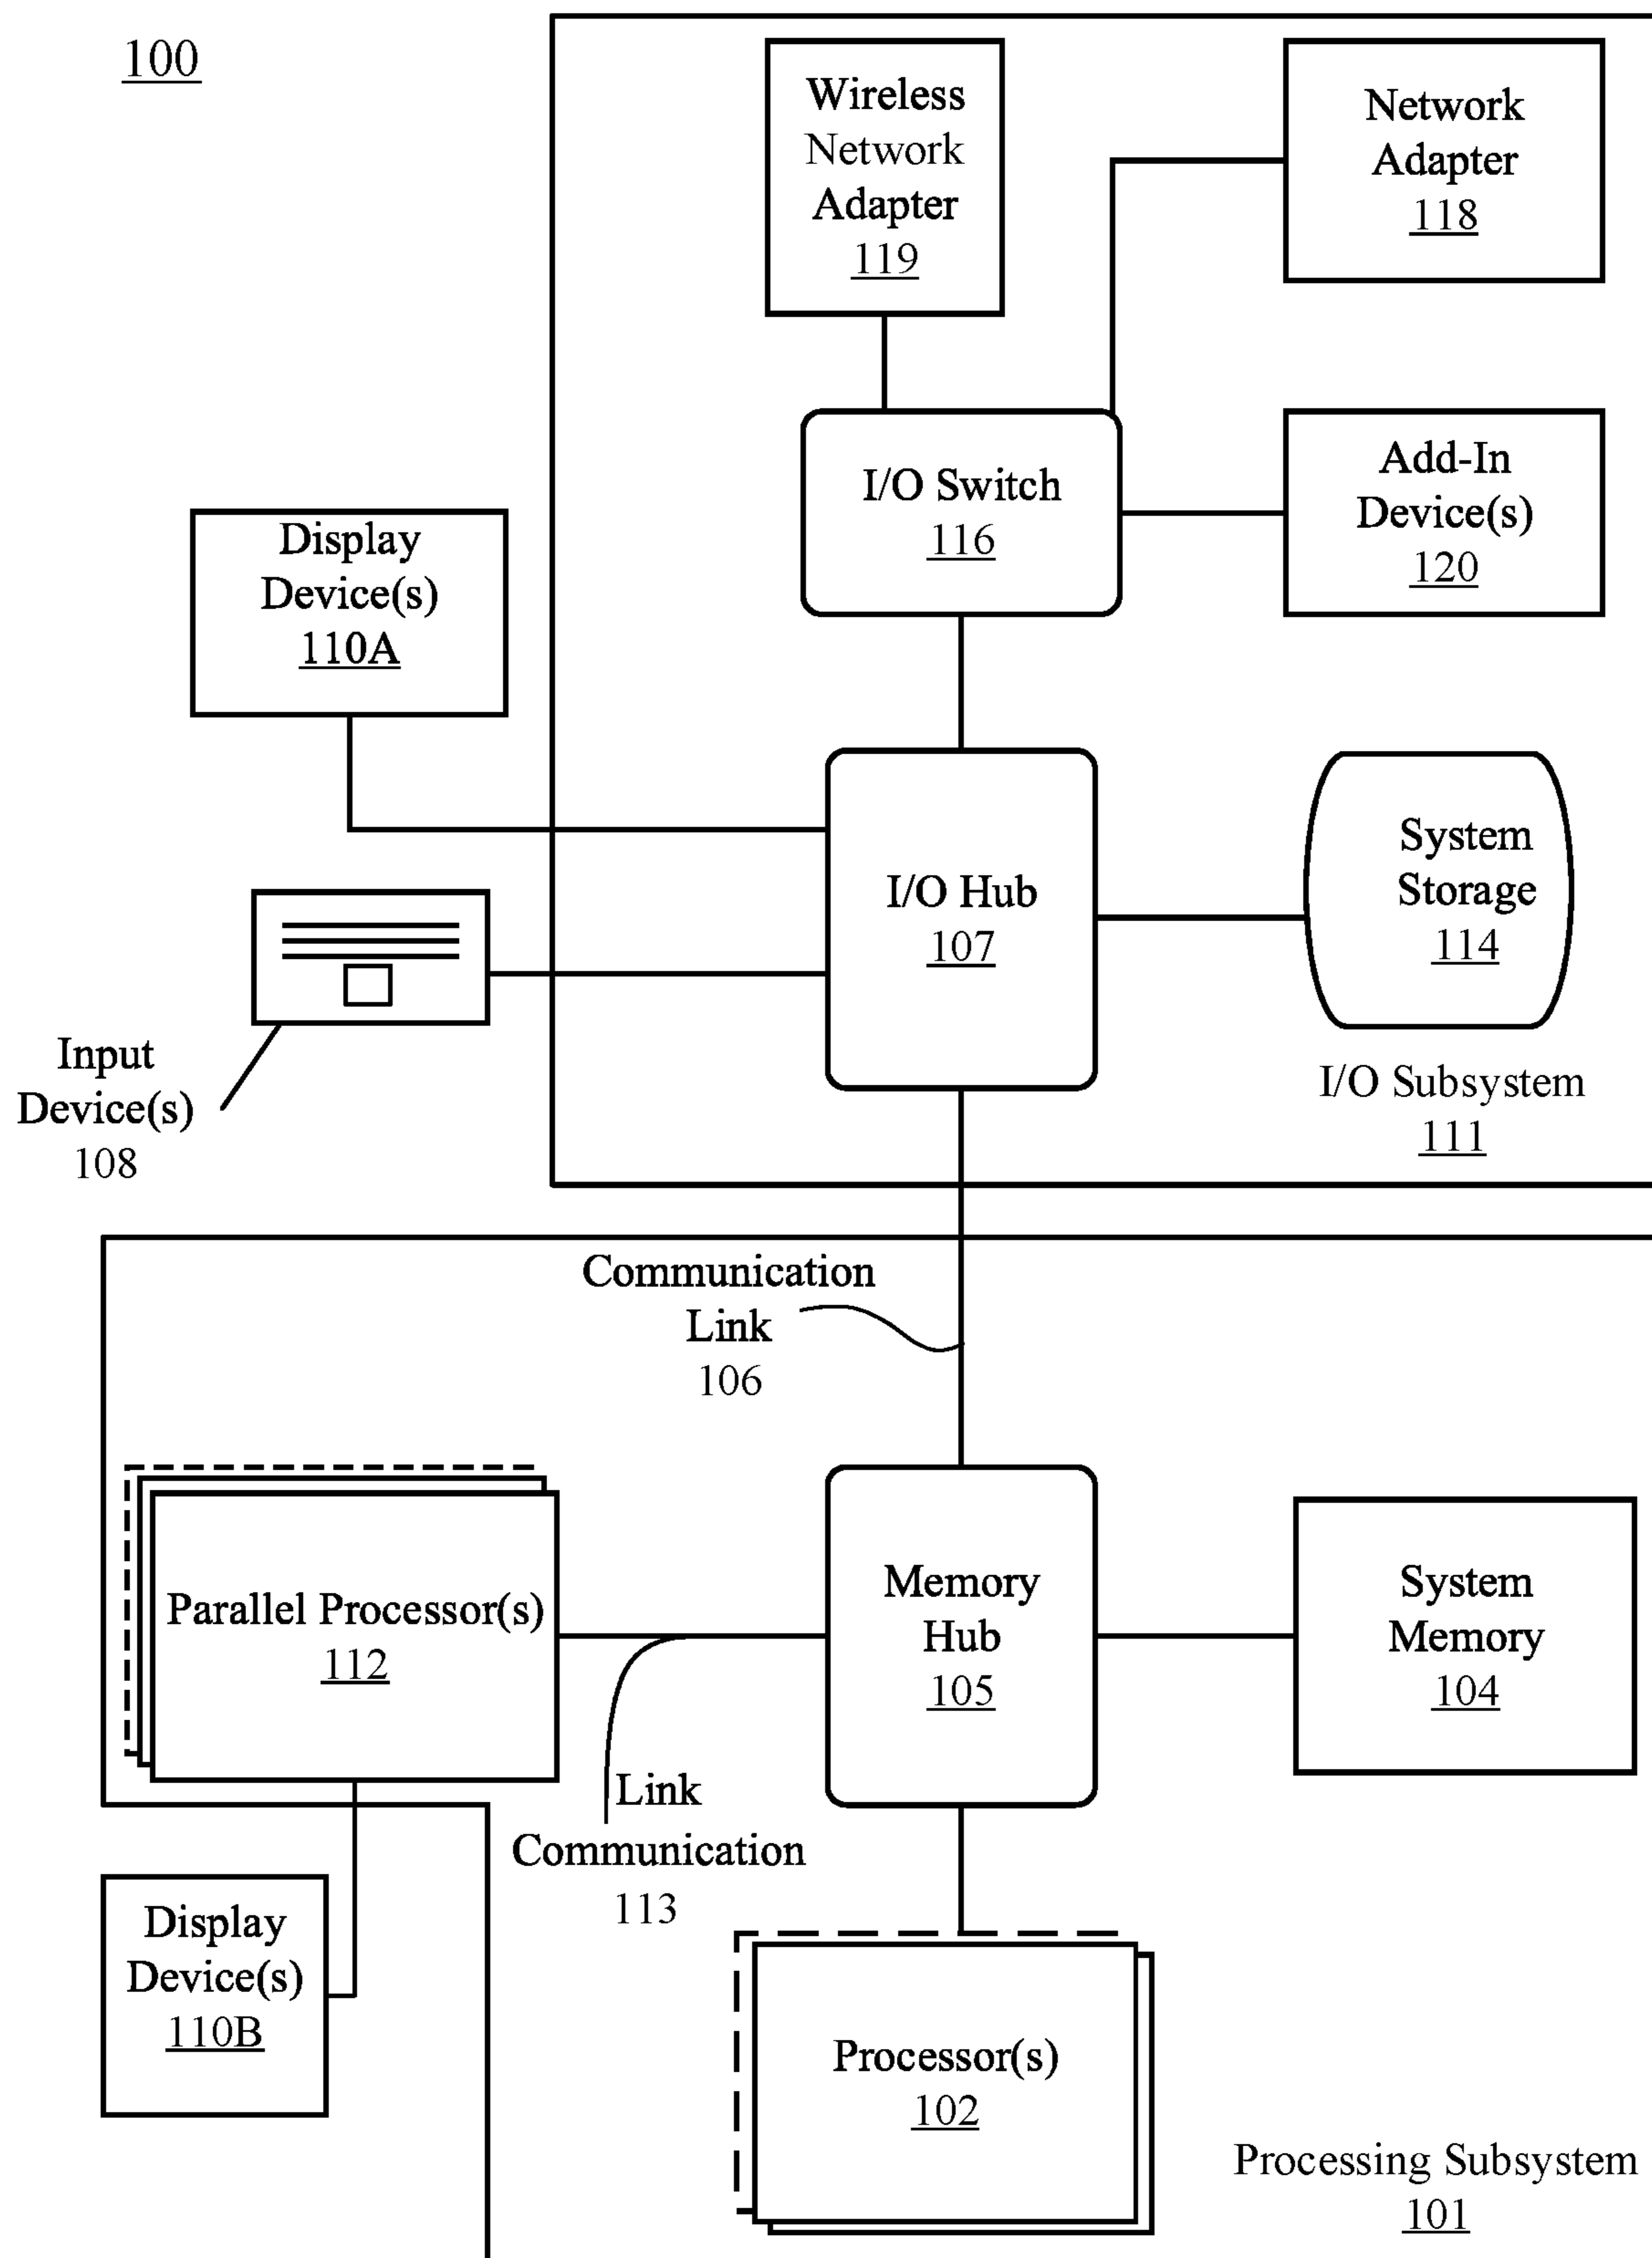 100
Wireless
Network
Adapter
119
Network
Adapter
118
I/O Switch
116
Add-In
Device(s)
120
Display
Device(s)
110A
I/O Hub
107
System
Storage
114
Input
Device(s)
108
I/O Subsystem
111
Communication
Link
106
Parallel Processor(s)
112
Memory
Hub
105
System
Memory
104
Link
Communication
113
Display
Device(s)
110B
Processor(s)
102
Processing Subsystem
101